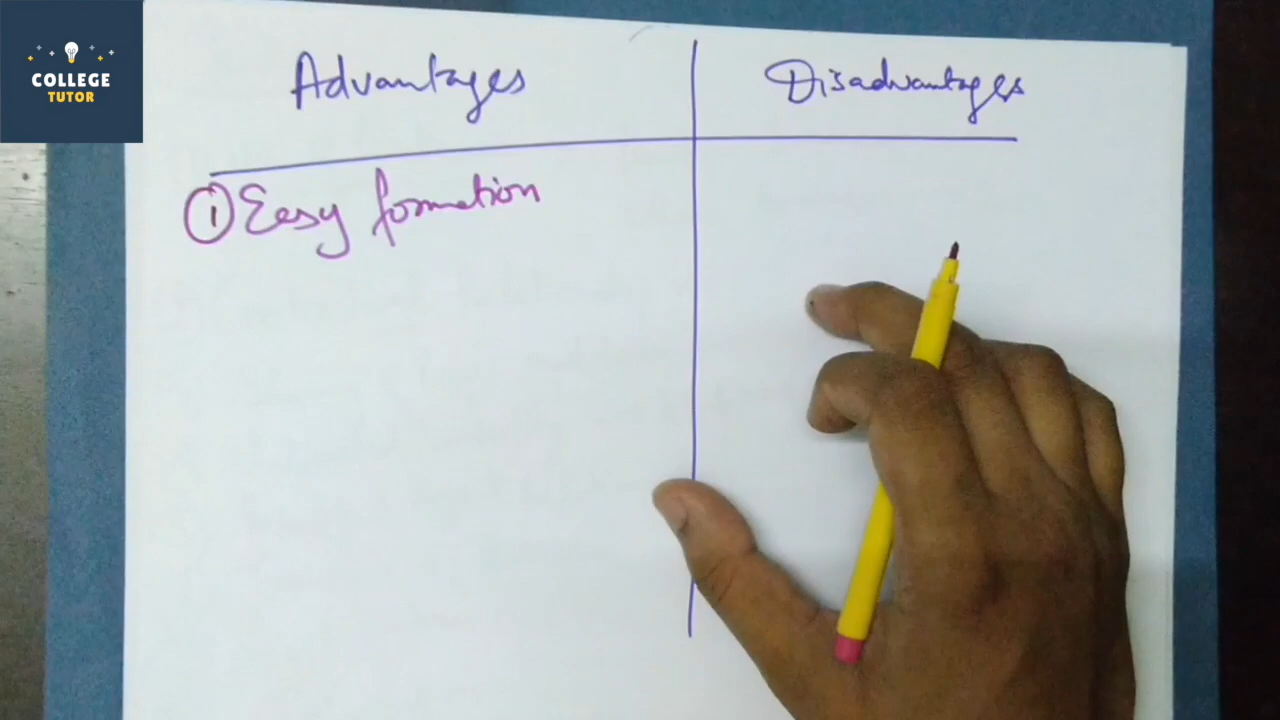 COLLEGE
TUTOR
Advantages
Disadvantages
① Easy formation